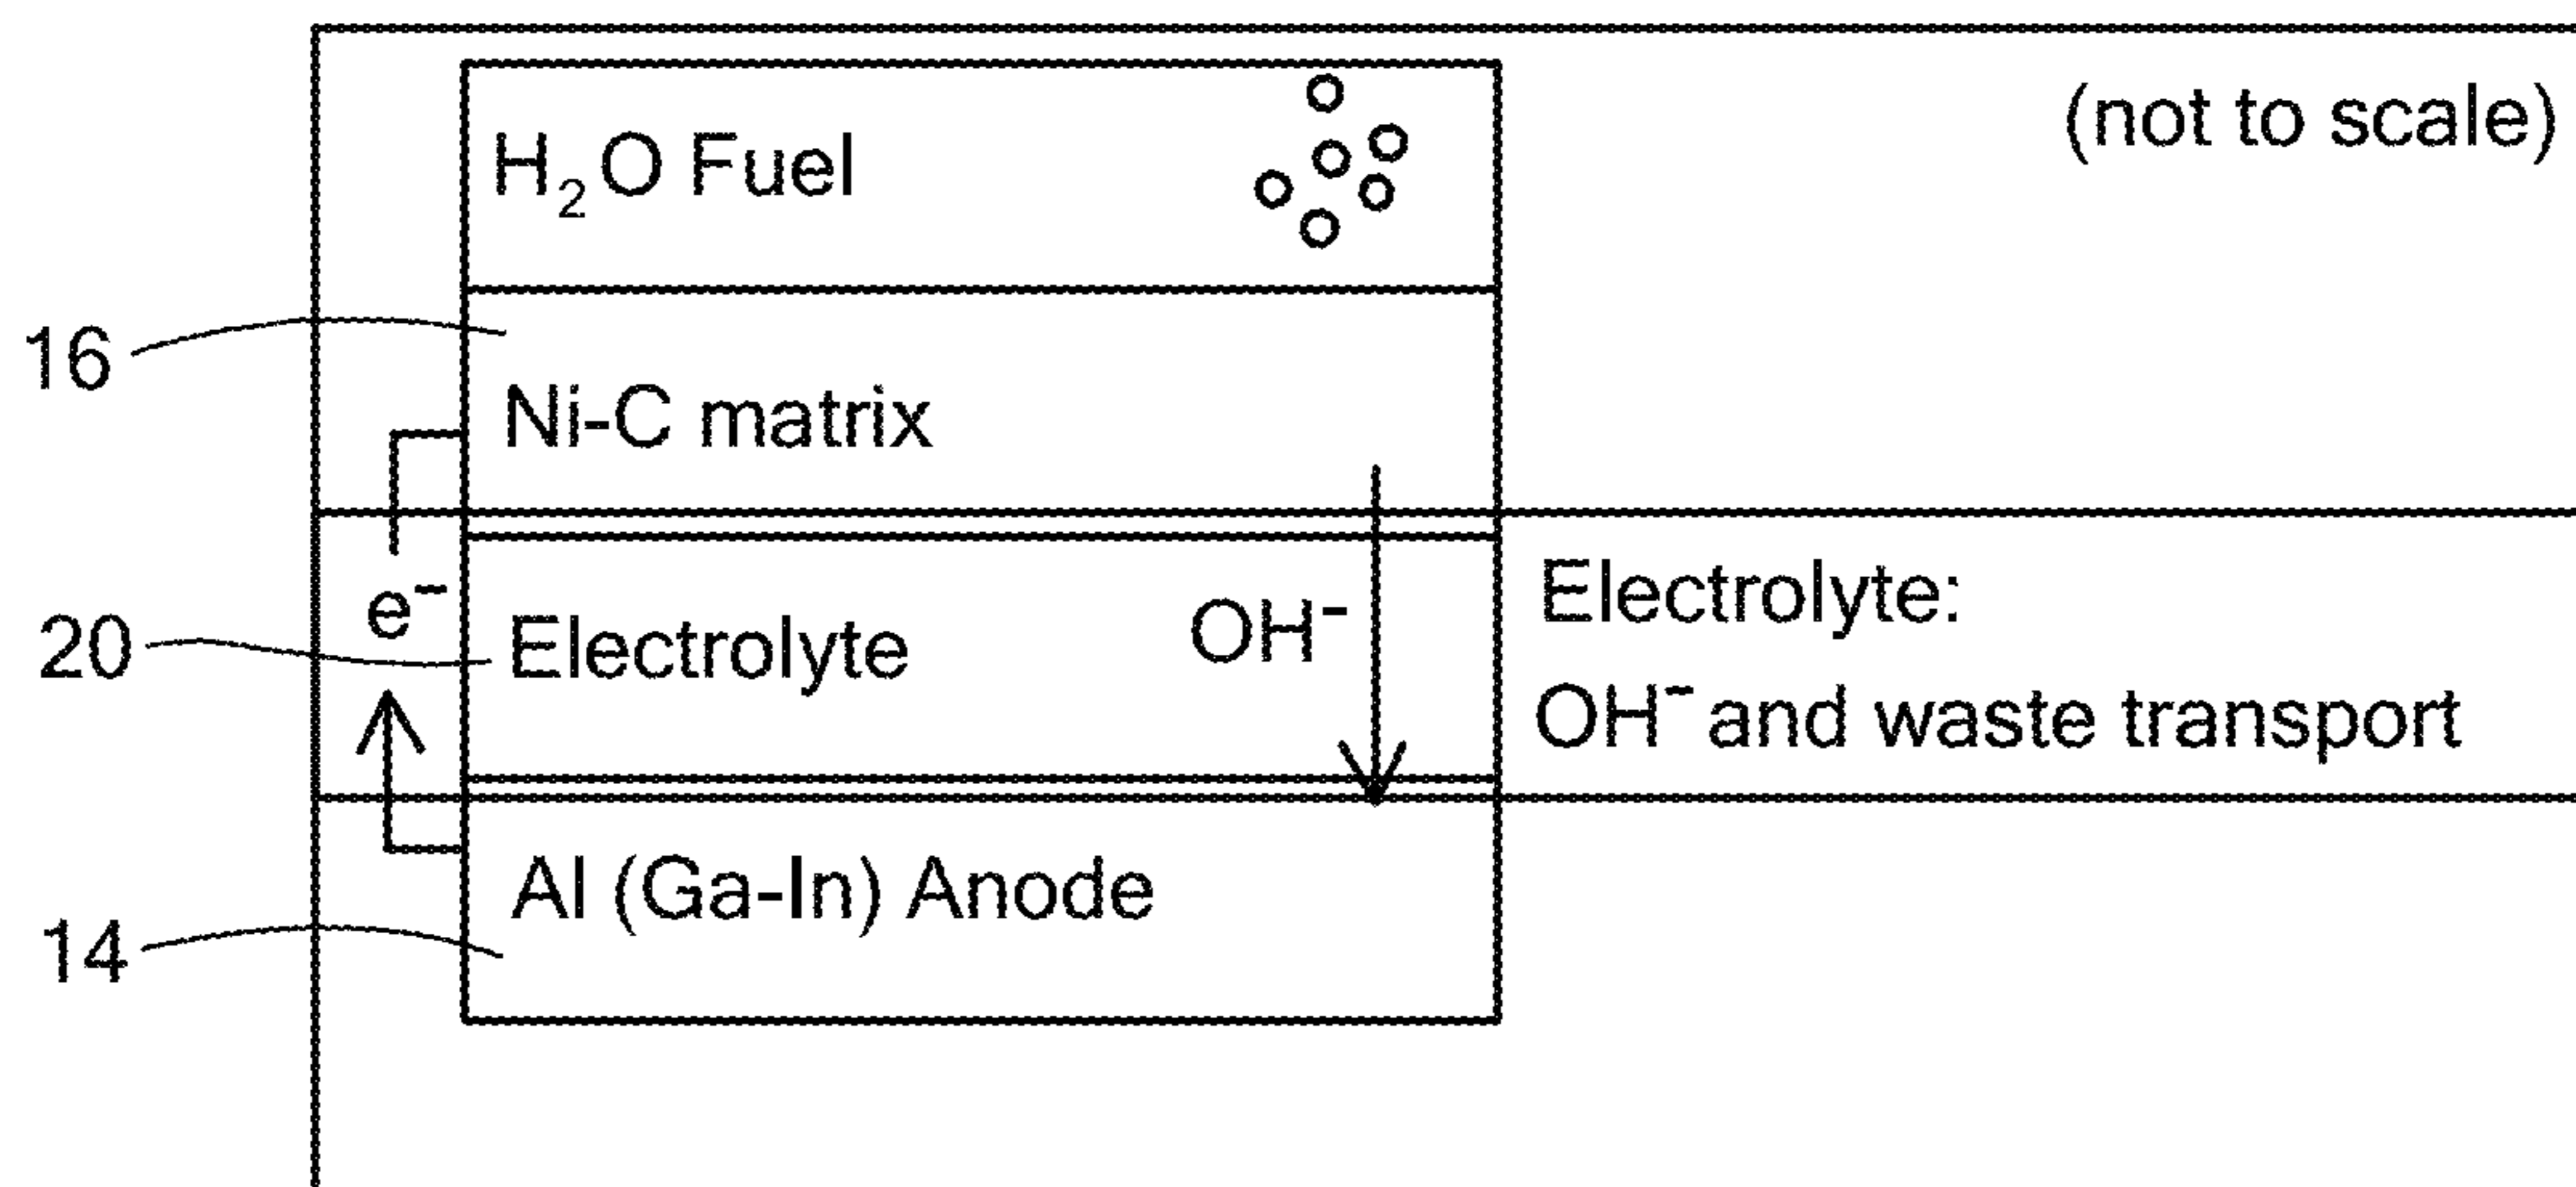 (not to scale)
H₂O Fuel
16
Ni-C matrix
e⁻
20
Electrolyte
OH⁻
Electrolyte:
OH⁻ and waste transport
Al (Ga-In) Anode
14